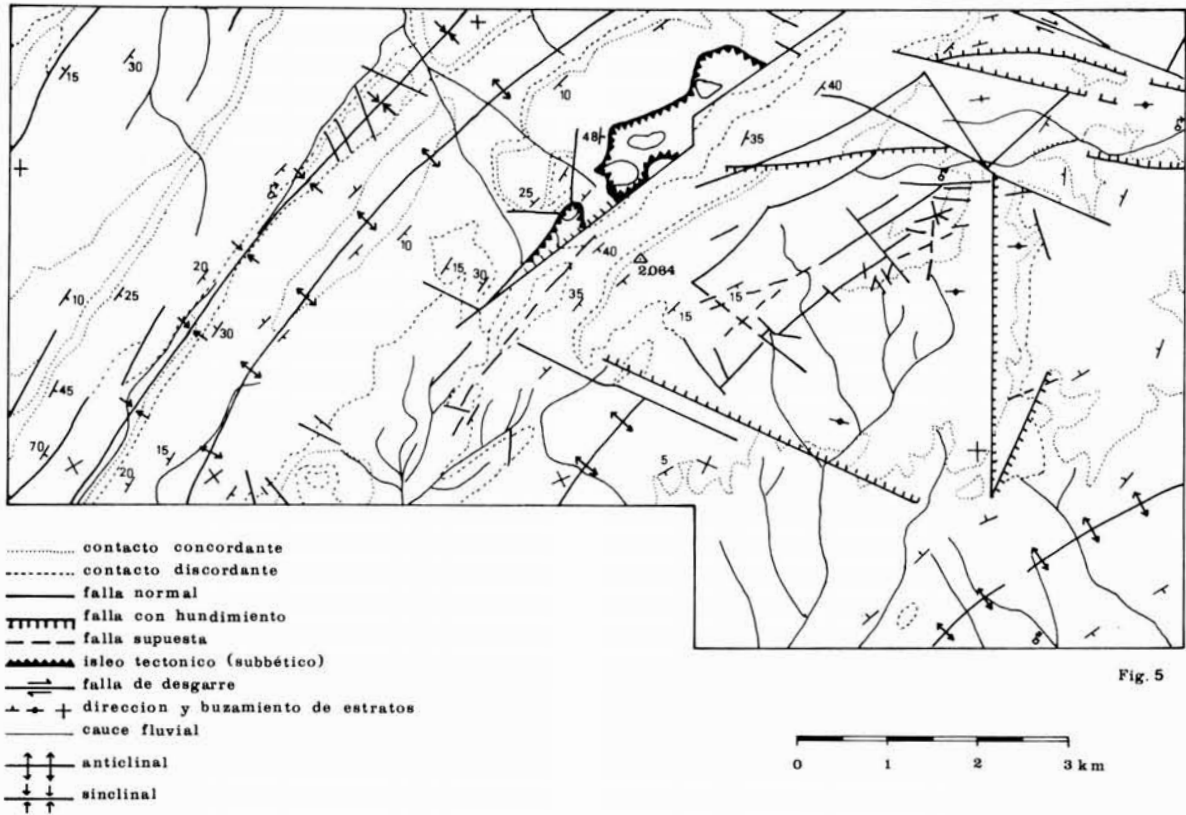 15
30
10
48
25
40
35
40
35
2.064
15
15
20
10
25
30
10
15
30
35
45
70
20
15
5
contacto concordante
contacto discordante
falla normal
falla con hundimiento
falla supuesta
isleo tectonico (subbético)
falla de desgarre
direccion y buzamiento de estratos
cauce fluvial
anticlinal
sinclinal
Fig. 5
0 1 2 3 km